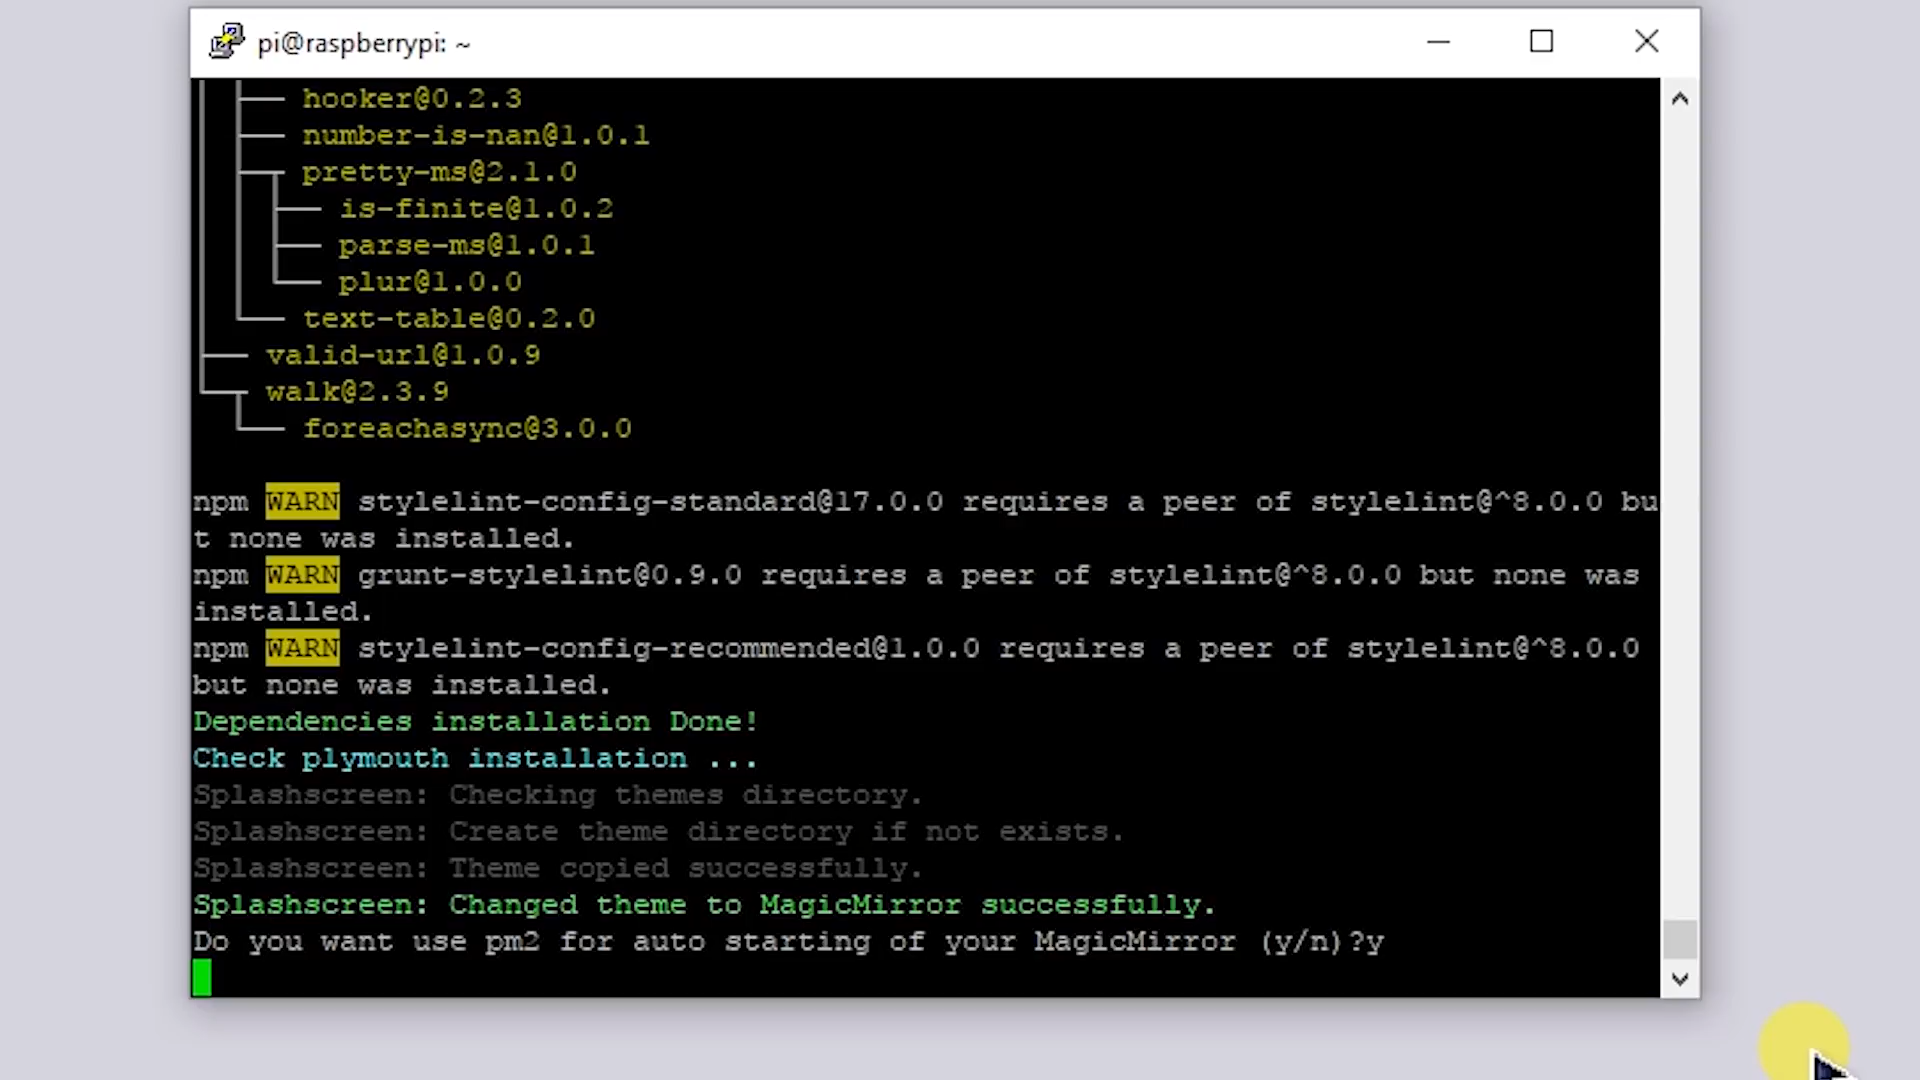 pi@raspberrypi: ~
hooker@0.2.3
number-is-nan@1.0.1
pretty-ms@2.1.0
is-finite@1.0.2
parse-ms@1.0.1
plur@1.0.0
text-table@0.2.0
valid-url@1.0.9
walk@2.3.9
foreachasync@3.0.0
npm WARN stylelint-config-standard@17.0.0 requires a peer of stylelint@^8.0.0 bu
t none was installed.
npm WARN grunt-stylelint@0.9.0 requires a peer of stylelint@^8.0.0 but none was
installed.
npm WARN stylelint-config-recommended@1.0.0 requires a peer of stylelint@^8.0.0
but none was installed.
Dependencies installation Done!
Check plymouth installation ...
Splashscreen: Checking themes directory.
Splashscreen: Create theme directory if not exists.
Splashscreen: Theme copied successfully.
Splashscreen: Changed theme to MagicMirror successfully.
Do you want use pm2 for auto starting of your MagicMirror (y/n)?y